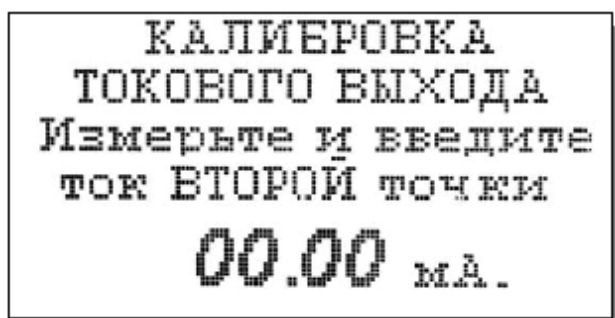 КАЛИБРОВКА
ТОКОВОГО ВЫХОДА
Измерьте и введите
ток ВТОРОЙ точки
00.00 мА.